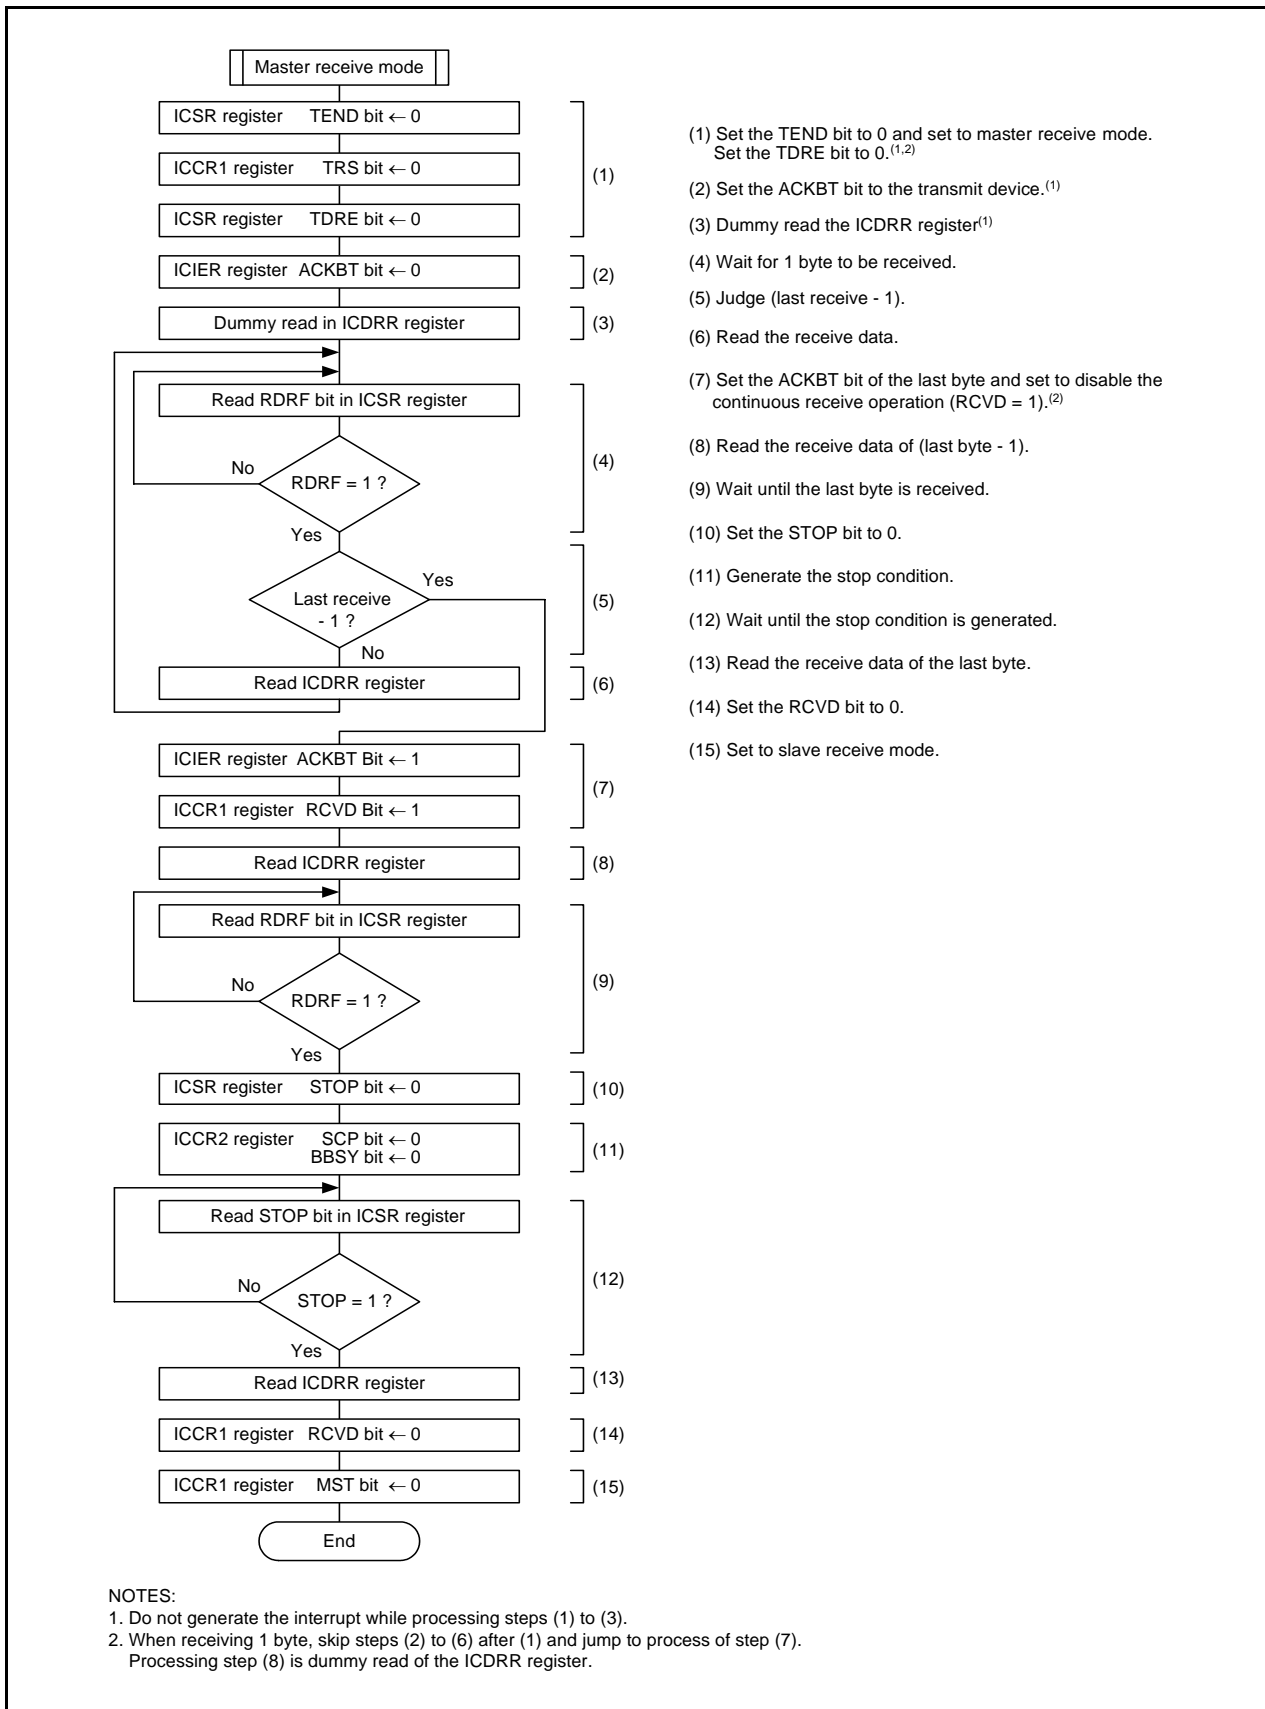 Master receive mode
ICSR register TEND bit ← 0
ICCR1 register TRS bit ← 0
ICSR register TDRE bit ← 0
(1)
ICIER register ACKBT bit ← 0
(2)
Dummy read in ICDRR register
(3)
Read RDRF bit in ICSR register
RDRF = 1 ?
No
Yes
(4)
Last receive
- 1 ?
Yes
No
(5)
Read ICDRR register
(6)
ICIER register ACKBT Bit ← 1
ICCR1 register RCVD Bit ← 1
(7)
Read ICDRR register
(8)
Read RDRF bit in ICSR register
No
RDRF = 1 ?
Yes
(9)
ICSR register STOP bit ← 0
(10)
ICCR2 register SCP bit ← 0
BBSY bit ← 0
(11)
Read STOP bit in ICSR register
No
STOP = 1 ?
Yes
(12)
Read ICDRR register
(13)
ICCR1 register RCVD bit ← 0
(14)
ICCR1 register MST bit ← 0
(15)
End
(1) Set the TEND bit to 0 and set to master receive mode.
Set the TDRE bit to 0.(1,2)
(2) Set the ACKBT bit to the transmit device.(1)
(3) Dummy read the ICDRR register(1)
(4) Wait for 1 byte to be received.
(5) Judge (last receive - 1).
(6) Read the receive data.
(7) Set the ACKBT bit of the last byte and set to disable the
continuous receive operation (RCVD = 1).(2)
(8) Read the receive data of (last byte - 1).
(9) Wait until the last byte is received.
(10) Set the STOP bit to 0.
(11) Generate the stop condition.
(12) Wait until the stop condition is generated.
(13) Read the receive data of the last byte.
(14) Set the RCVD bit to 0.
(15) Set to slave receive mode.
NOTES:
1. Do not generate the interrupt while processing steps (1) to (3).
2. When receiving 1 byte, skip steps (2) to (6) after (1) and jump to process of step (7).
Processing step (8) is dummy read of the ICDRR register.